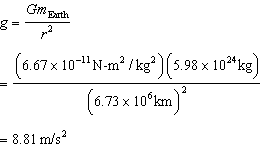 g = Gm_Earth / r^2
= (6.67 x 10^-11 N-m^2 / kg^2)(5.98 x 10^24 kg) / (6.73 x 10^6 km)^2
= 8.81 m/s^2